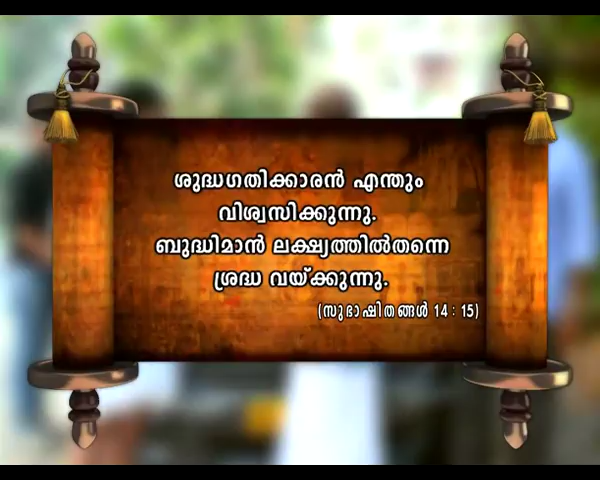 ശുദ്ധഗതിക്കാരൻ എന്തും
വിശ്വസിക്കുന്നു.
ബുദ്ധിമാൻ ലക്ഷ്യത്തിൽതന്നെ
ശ്രദ്ധ വയ്ക്കുന്നു.
(സുഭാഷിതങ്ങൾ 14 : 15)